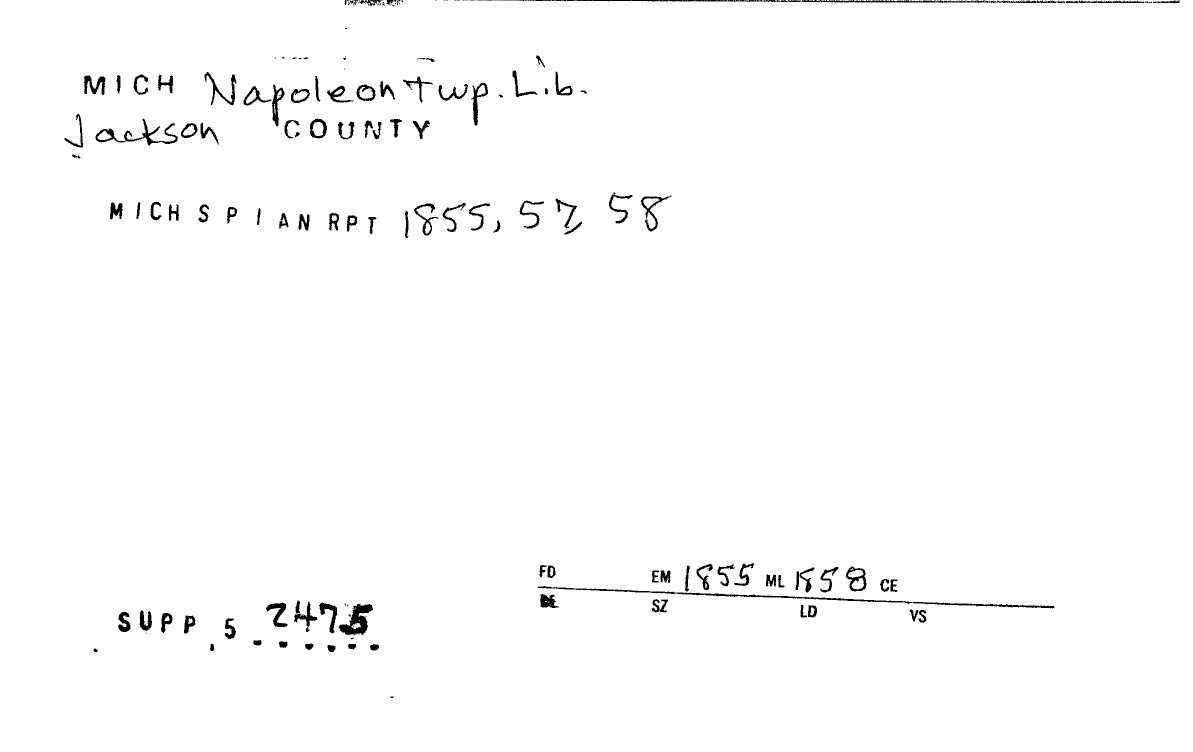 MICH Napoleon twp. Lib.
Jackson COUNTY
MICH S P I AN RPT 1855, 57, 58
FD EM 1855 ML 1858 CE
SZ LD VS
SUPP 5 2475